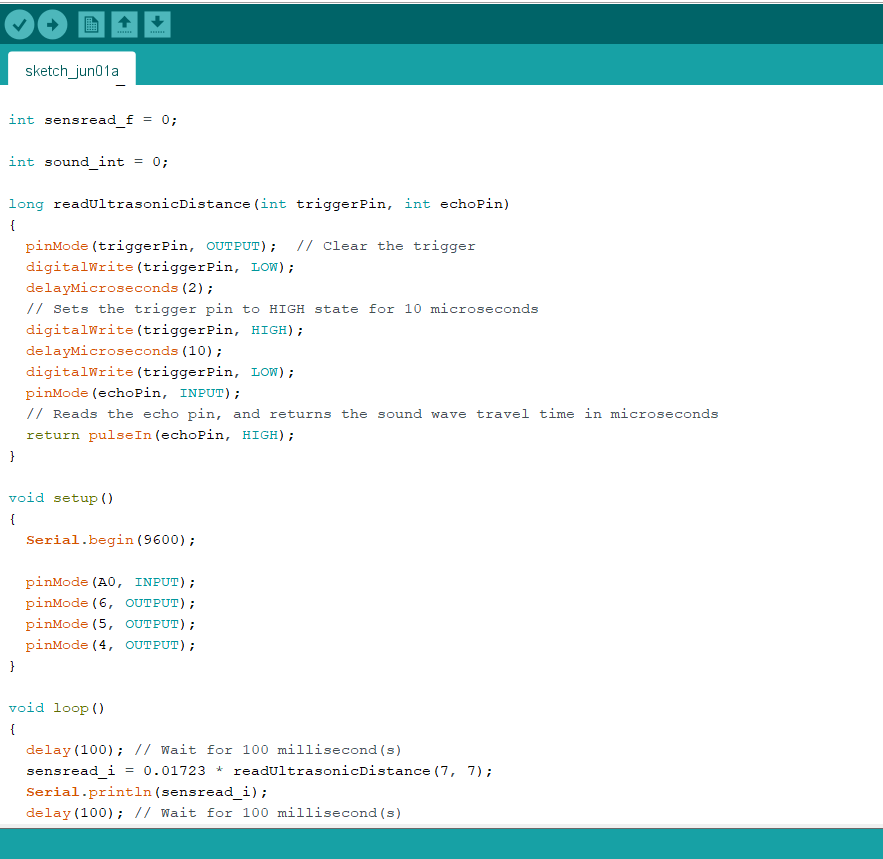 sketch_jun01a
int sensread_f = 0;
int sound_int = 0;
long readUltrasonicDistance(int triggerPin, int echoPin)
{
  pinMode(triggerPin, OUTPUT);  // Clear the trigger
  digitalWrite(triggerPin, LOW);
  delayMicroseconds(2);
  // Sets the trigger pin to HIGH state for 10 microseconds
  digitalWrite(triggerPin, HIGH);
  delayMicroseconds(10);
  digitalWrite(triggerPin, LOW);
  pinMode(echoPin, INPUT);
  // Reads the echo pin, and returns the sound wave travel time in microseconds
  return pulseIn(echoPin, HIGH);
}
void setup()
{
  Serial.begin(9600);
  pinMode(A0, INPUT);
  pinMode(6, OUTPUT);
  pinMode(5, OUTPUT);
  pinMode(4, OUTPUT);
}
void loop()
{
  delay(100); // Wait for 100 millisecond(s)
  sensread_i = 0.01723 * readUltrasonicDistance(7, 7);
  Serial.println(sensread_i);
  delay(100); // Wait for 100 millisecond(s)